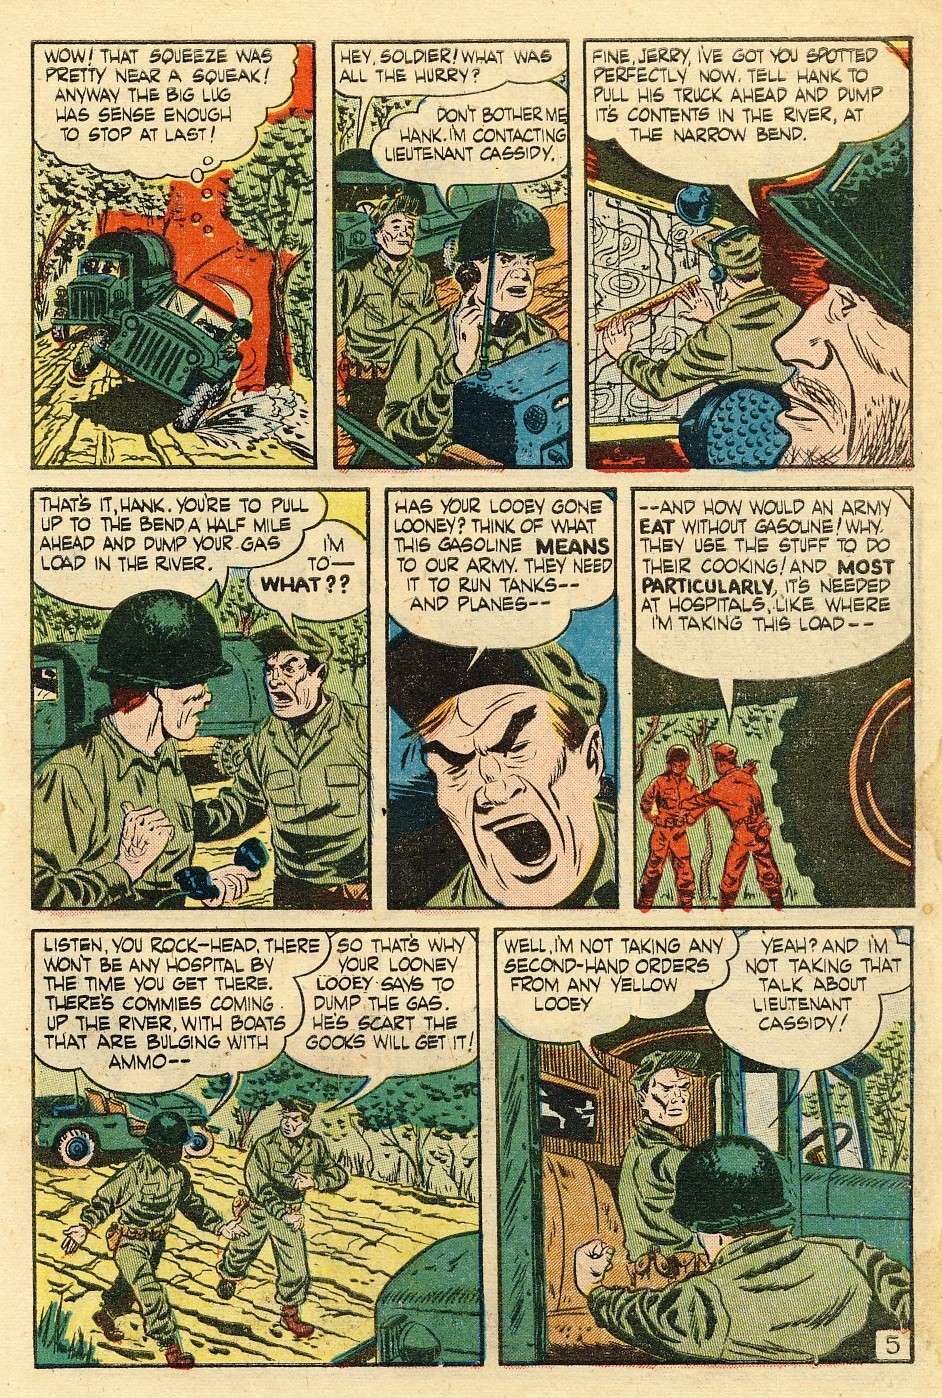 WOW! THAT SQUEEZE WAS
PRETTY NEAR A SQUEAK!
ANYWAY THE BIG LUG
HAS SENSE ENOUGH
TO STOP AT LAST!
HEY, SOLDIER! WHAT WAS
ALL THE HURRY?
DON'T BOTHER ME,
HANK. I'M CONTACTING
LIEUTENANT CASSIDY.
FINE, JERRY, I'VE GOT YOU SPOTTED
PERFECTLY NOW. TELL HANK TO
PULL HIS TRUCK AHEAD AND DUMP
IT'S CONTENTS IN THE RIVER, AT
THE NARROW BEND.
THAT'S IT, HANK. YOU'RE TO PULL
UP TO THE BEND A HALF MILE
AHEAD AND DUMP YOUR GAS
LOAD IN THE RIVER.
I'M
TO—
WHAT??
HAS YOUR LOOEY GONE
LOONEY? THINK OF WHAT
THIS GASOLINE MEANS
TO OUR ARMY. THEY NEED
IT TO RUN TANKS--
AND PLANES--
--AND HOW WOULD AN ARMY
EAT WITHOUT GASOLINE! WHY,
THEY USE THE STUFF TO DO
THEIR COOKING! AND MOST
PARTICULARLY, IT'S NEEDED
AT HOSPITALS, LIKE WHERE
I'M TAKING THIS LOAD--
LISTEN, YOU ROCK-HEAD, THERE
WON'T BE ANY HOSPITAL BY
THE TIME YOU GET THERE.
THERE'S COMMIES COMING
UP THE RIVER, WITH BOATS
THAT ARE BULGING WITH
AMMO--
SO THAT'S WHY
YOUR LOONEY
LOOEY SAYS TO
DUMP THE GAS.
HE'S SCART THE
GOOKS WILL GET IT!
WELL, I'M NOT TAKING ANY
SECOND-HAND ORDERS
FROM ANY YELLOW
LOOEY
YEAH? AND I'M
NOT TAKING THAT
TALK ABOUT
LIEUTENANT
CASSIDY!
5